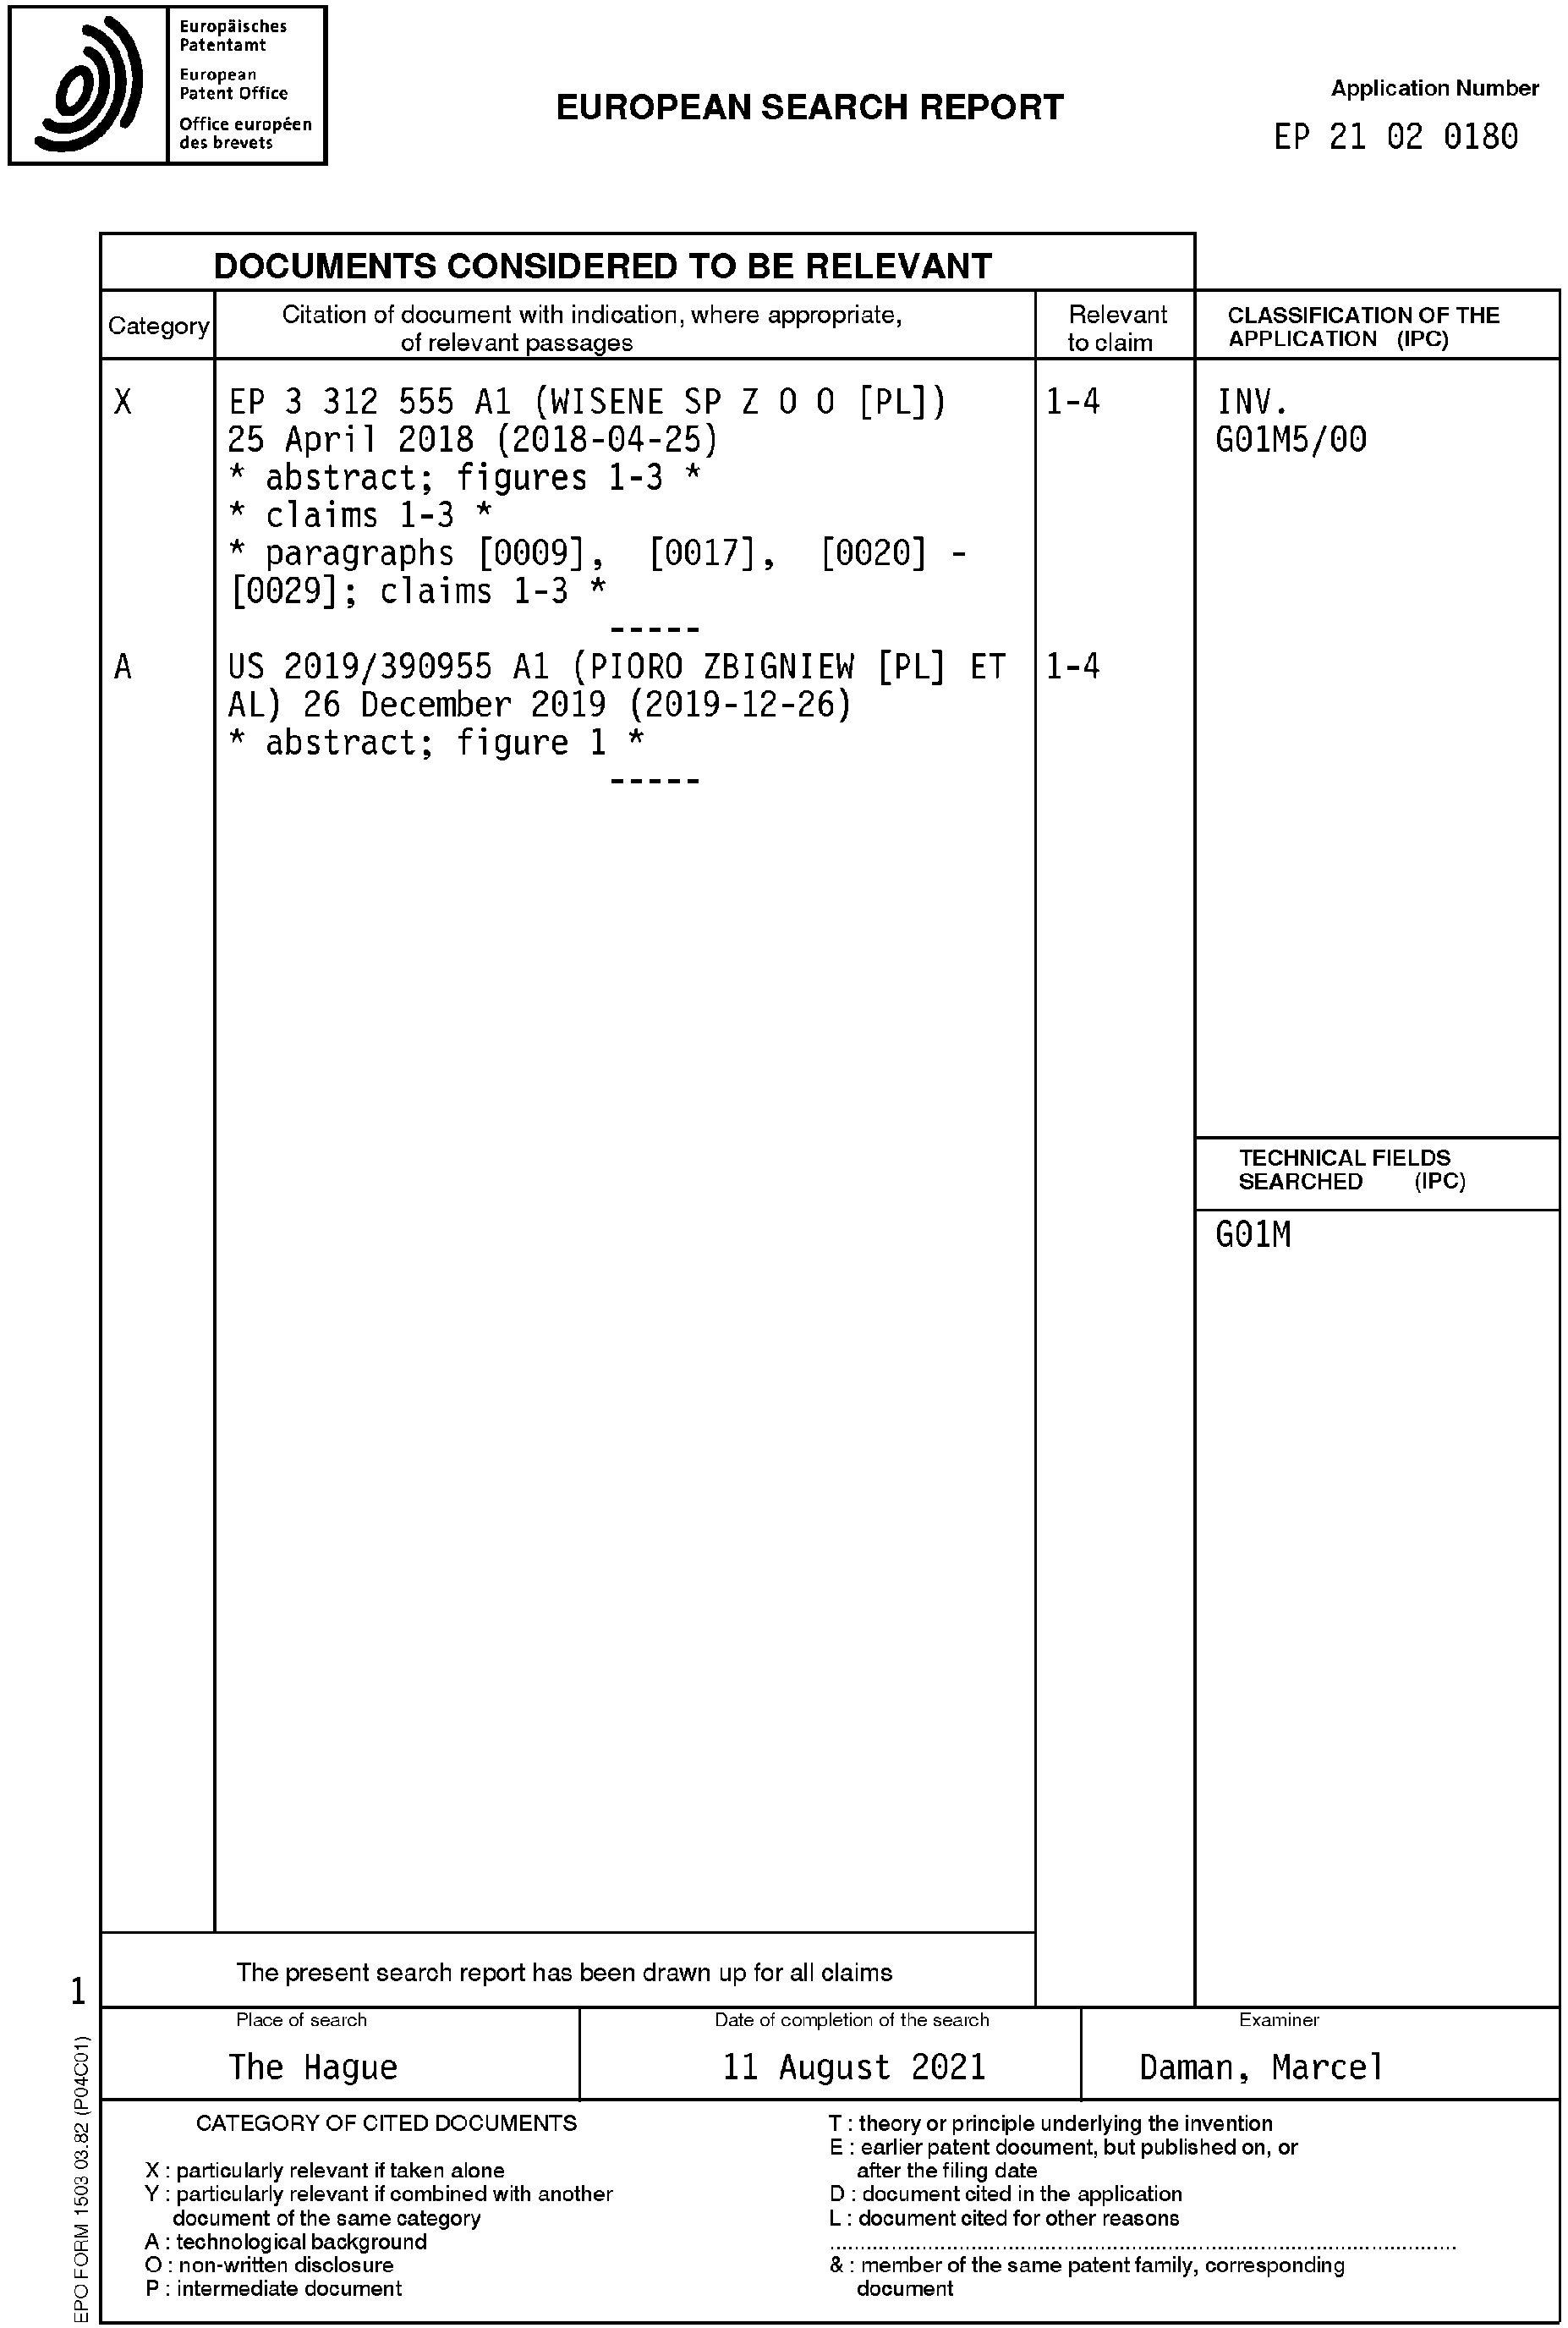 Europäisches
Patentamt
European
Patent Office
Office européen
des brevets
EUROPEAN SEARCH REPORT
Application Number
EP 21 02 0180
DOCUMENTS CONSIDERED TO BE RELEVANT
Category
Citation of document with indication, where appropriate,
of relevant passages
Relevant
to claim
CLASSIFICATION OF THE
APPLICATION (IPC)
X
EP 3 312 555 A1 (WISENE SP Z O O [PL])
25 April 2018 (2018-04-25)
* abstract; figures 1-3 *
* claims 1-3 *
* paragraphs [0009], [0017], [0020] -
[0029]; claims 1-3 *
-----
1-4
INV.
G01M5/00
A
US 2019/390955 A1 (PIORO ZBIGNIEW [PL] ET
AL) 26 December 2019 (2019-12-26)
* abstract; figure 1 *
-----
1-4
TECHNICAL FIELDS
SEARCHED (IPC)
G01M
The present search report has been drawn up for all claims
1
Place of search
The Hague
Date of completion of the search
11 August 2021
Examiner
Daman, Marcel
CATEGORY OF CITED DOCUMENTS
X : particularly relevant if taken alone
Y : particularly relevant if combined with another
document of the same category
A : technological background
O : non-written disclosure
P : intermediate document
T : theory or principle underlying the invention
E : earlier patent document, but published on, or
after the filing date
D : document cited in the application
L : document cited for other reasons
& : member of the same patent family, corresponding
document
EPO FORM 1503 03.82 (P04C01)